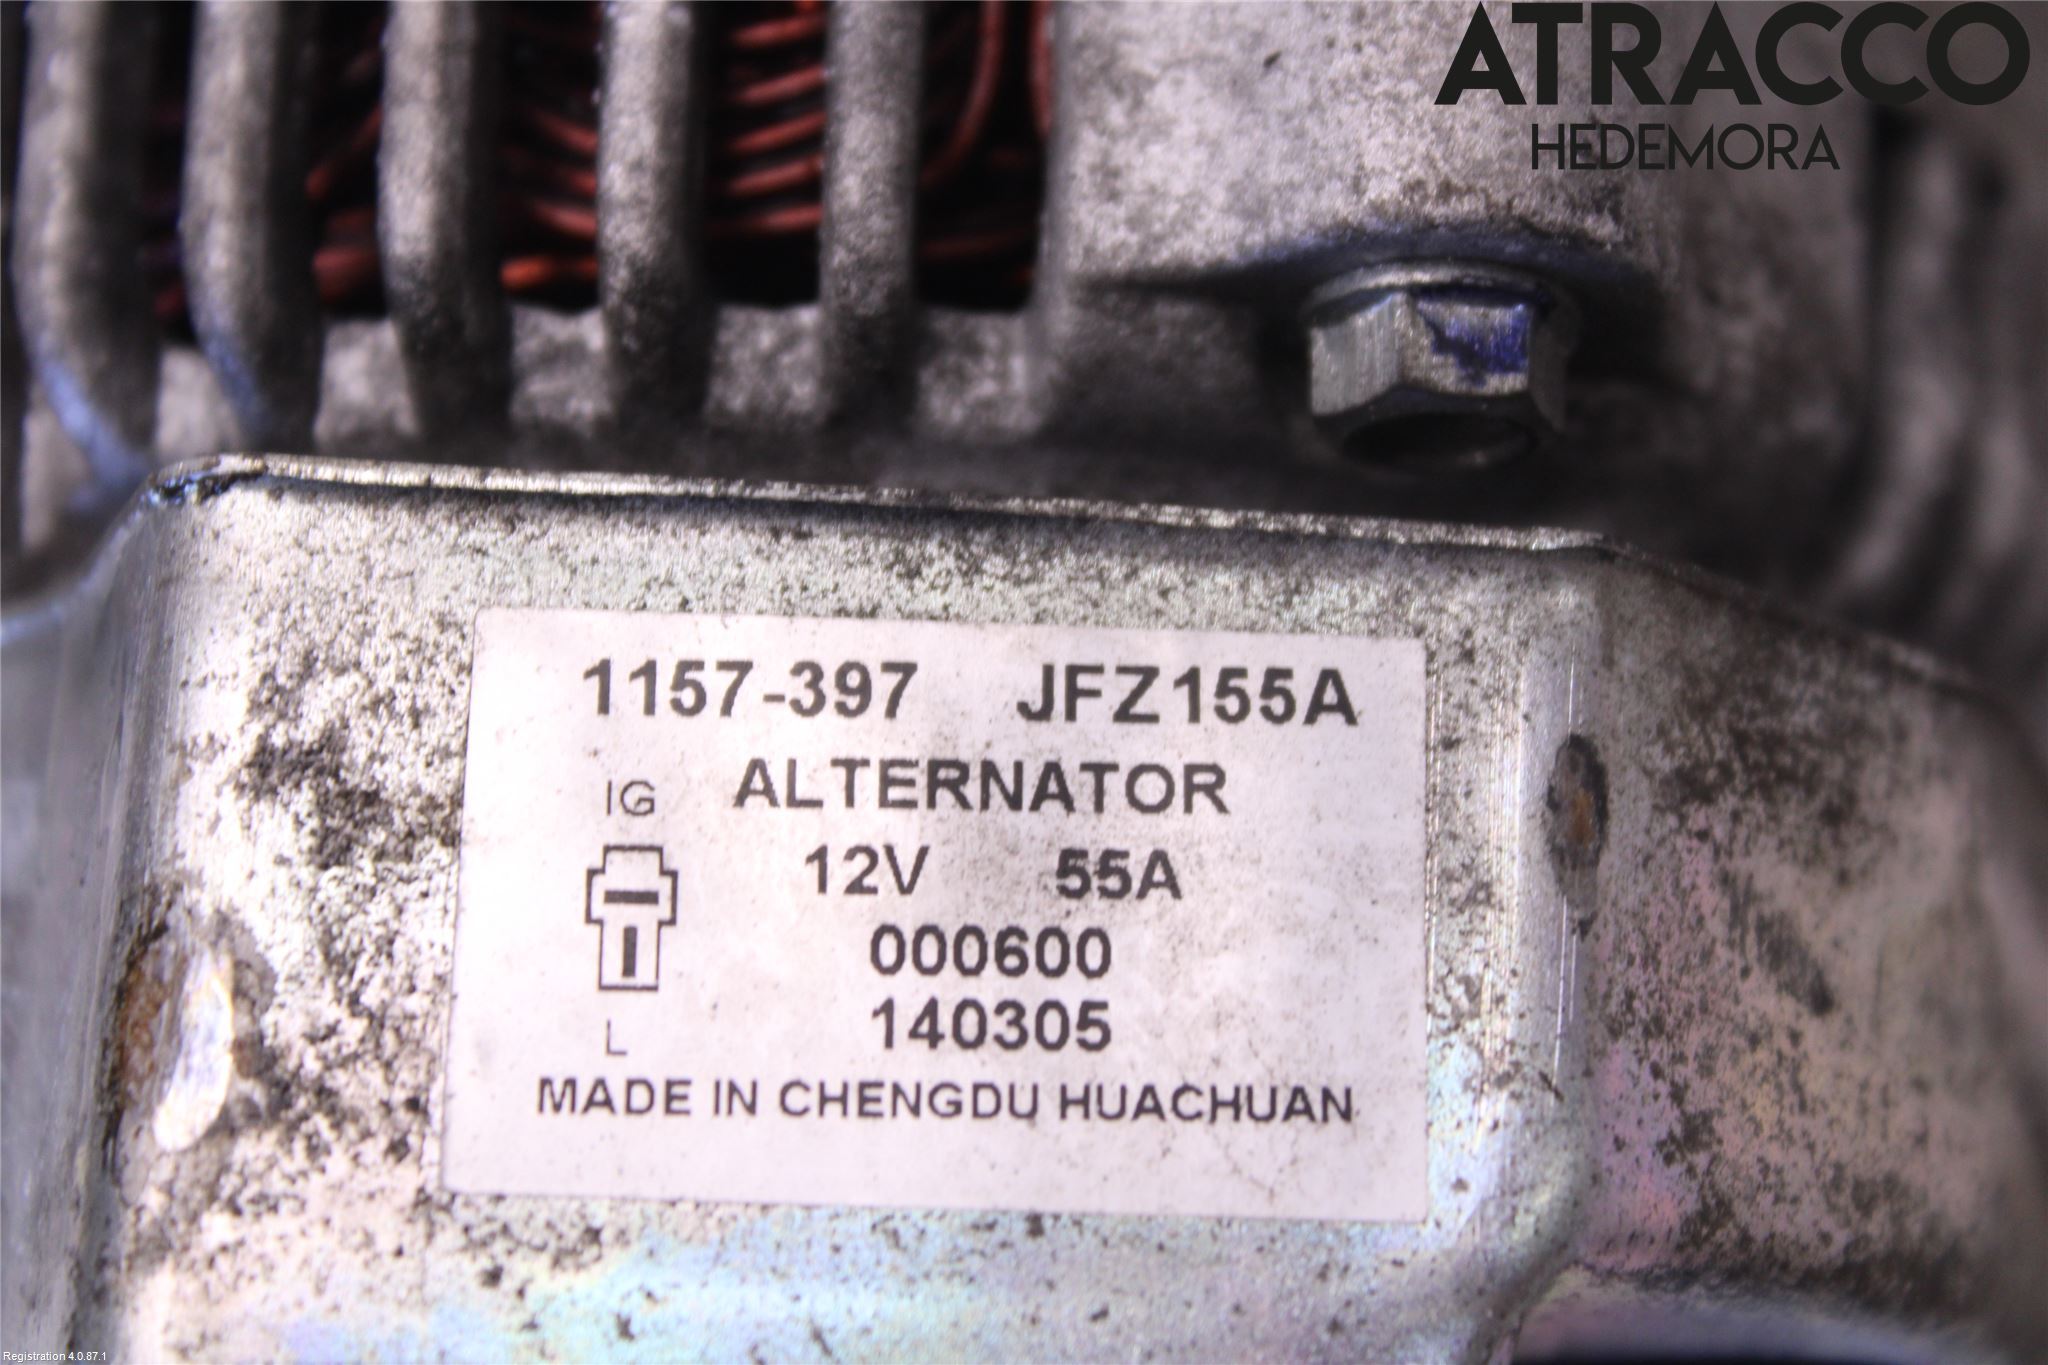 ATRACCO
HEDEMORA
1157-397 JFZ155A
IG ALTERNATOR
12V 55A
000600
L 140305
MADE IN CHENGDU HUACHUAN
Registration 4.0.87.1